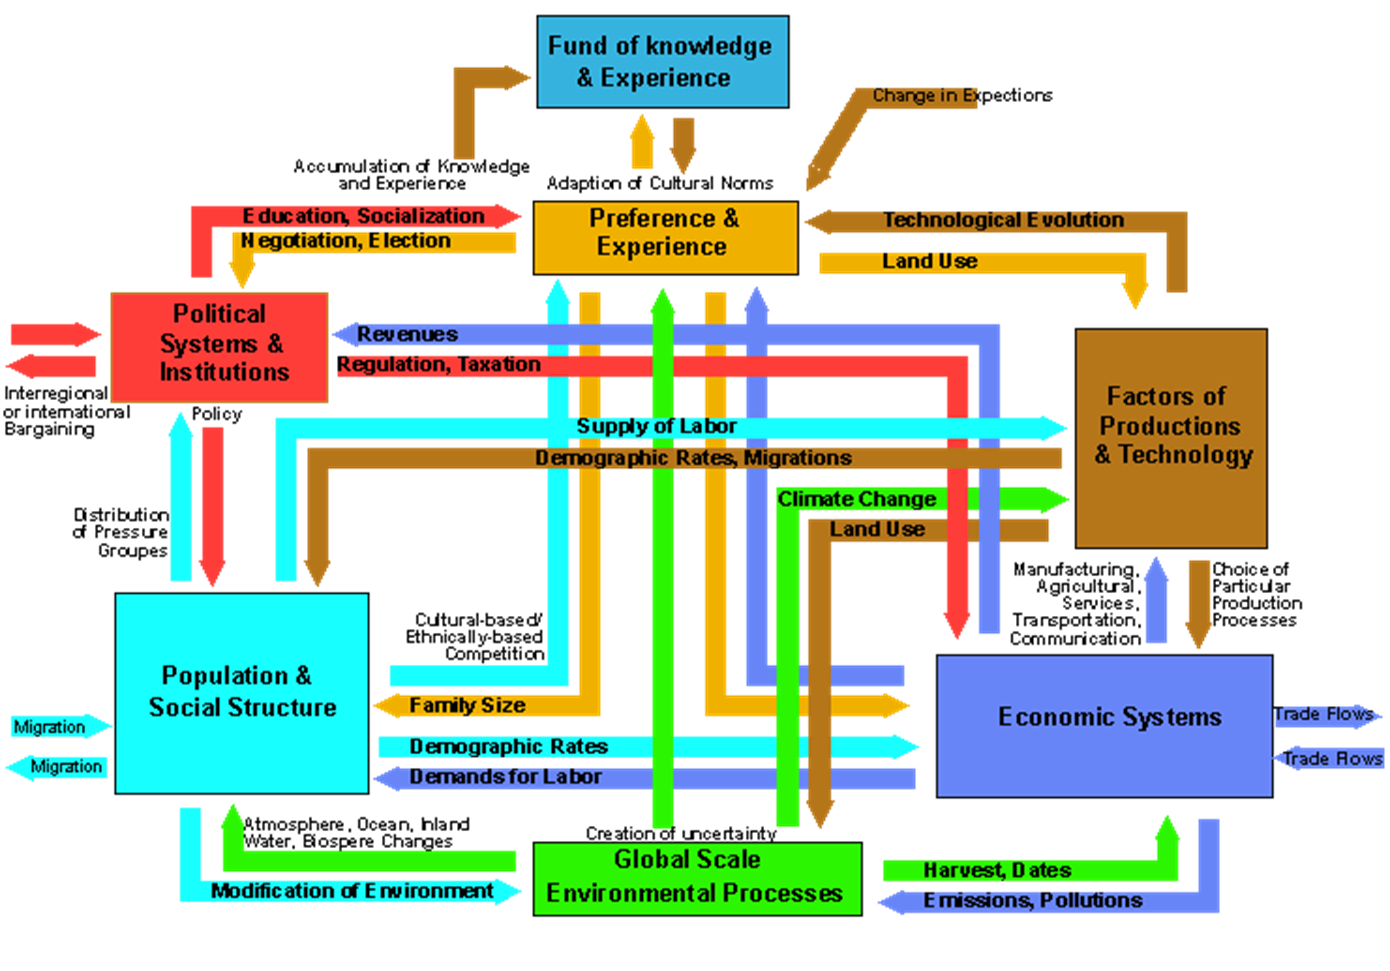 Fund of knowledge
& Experience
Change in Expections
Accumulation of Knowledge
and Experience
Adaption of Cultural Norms
Education, Socialization
Negotiation, Election
Preference &
Experience
Technological Evolution
Land Use
Political
Systems &
Institutions
Revenues
Regulation, Taxation
Interregional
or international
Bargaining
Policy
Factors of
Productions
& Technology
Supply of Labor
Demographic Rates, Migrations
Climate Change
Land Use
Distribution
of Pressure
Groupes
Manufacturing,
Agricultural,
Services,
Transportation,
Communication
Choice of
Particular
Production
Processes
Cultural-based/
Ethnically-based
Competition
Population &
Social Structure
Family Size
Economic Systems
Migration
Migration
Trade Flows
Trade Flows
Demographic Rates
Demands for Labor
Atmosphere, Ocean, Inland
Water, Biospere Changes
Modification of Environment
Creation of uncertainty
Global Scale
Environmental Processes
Harvest, Dates
Emissions, Pollutions